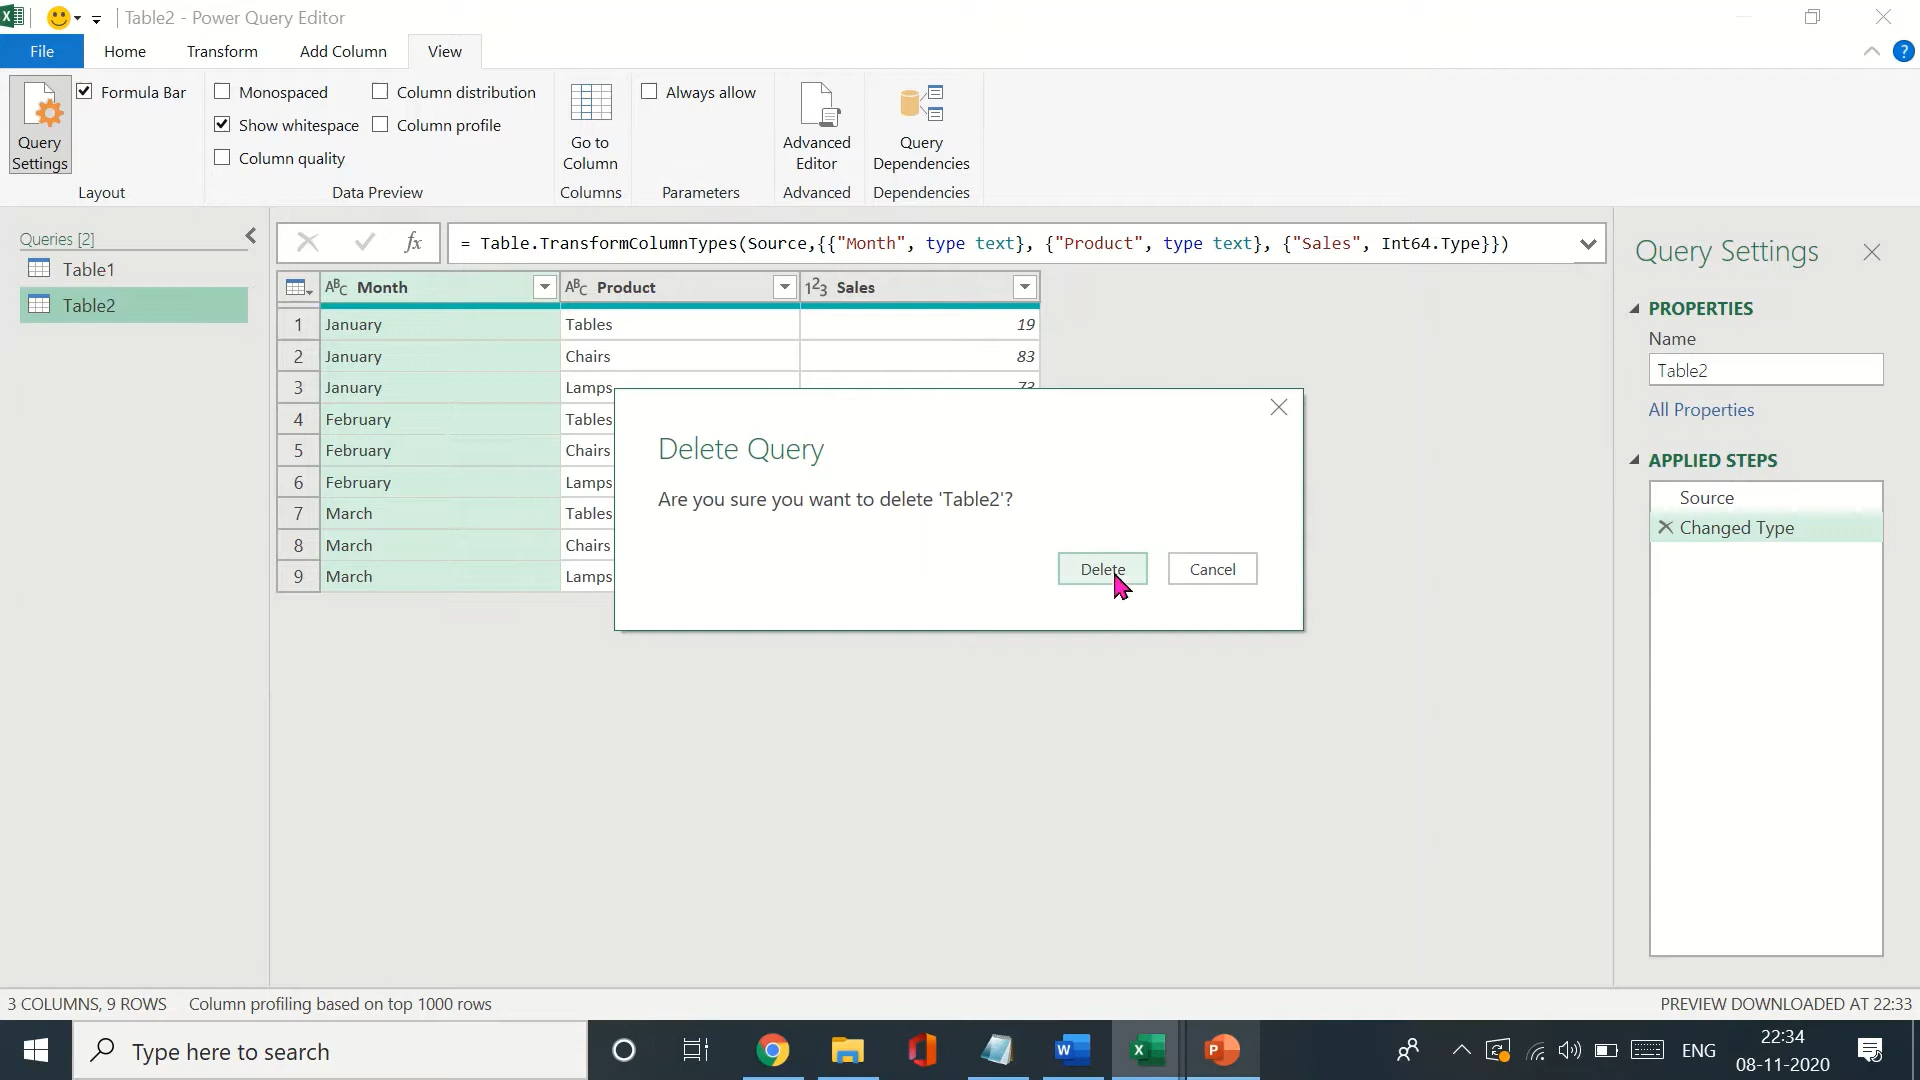 Table2 - Power Query Editor
File
Home
Transform
Add Column
View
?
Query
Settings
Formula Bar
Layout
Monospaced
Show whitespace
Column quality
Column distribution
Column profile
Data Preview
Go to
Column
Columns
Always allow
Parameters
Advanced
Editor
Advanced
Query
Dependencies
Dependencies
Queries [2]
Table1
Table2
fx
= Table.TransformColumnTypes(Source,{{"Month", type text}, {"Product", type text}, {"Sales", Int64.Type}})
ABC Month
ABC Product
123 Sales
1 January Tables 19
2 January Chairs 83
3 January Lamps 73
4 February Tables
5 February Chairs
6 February Lamps
7 March Tables
8 March Chairs
9 March Lamps
Delete Query
Are you sure you want to delete 'Table2'?
Delete
Cancel
Query Settings
PROPERTIES
Name
Table2
All Properties
APPLIED STEPS
Source
Changed Type
3 COLUMNS, 9 ROWS
Column profiling based on top 1000 rows
PREVIEW DOWNLOADED AT 22:33
Type here to search
ENG
22:34
08-11-2020